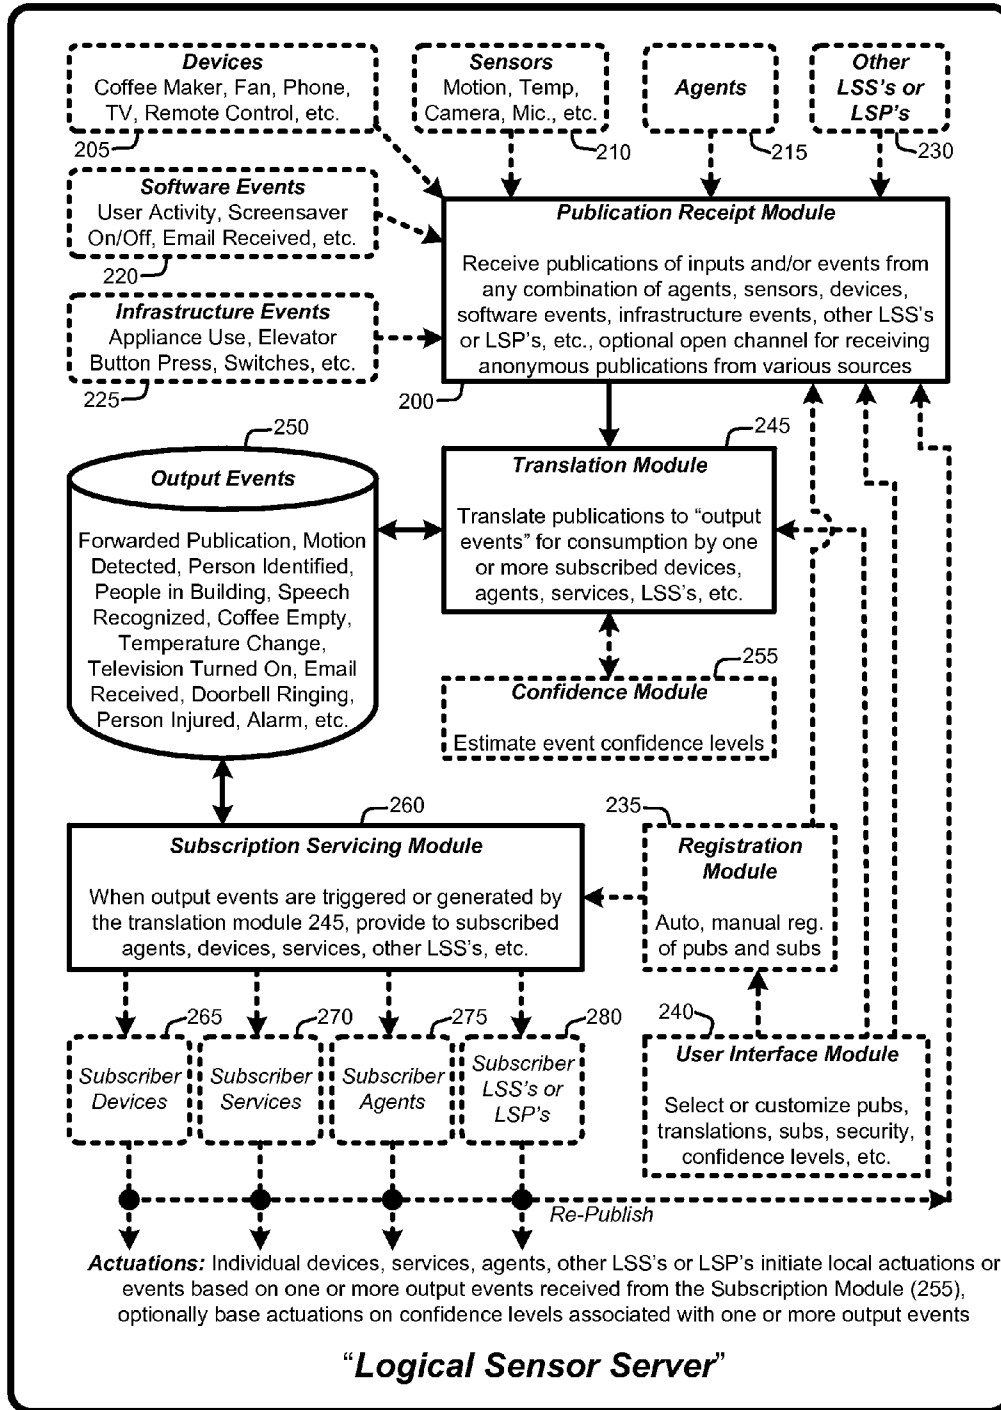 Devices
Coffee Maker, Fan, Phone,
TV, Remote Control, etc.
205
Sensors
Motion, Temp,
Camera, Mic., etc.
210
Agents
215
Other
LSS's or
LSP's
230
Software Events
User Activity, Screensaver
On/Off, Email Received, etc.
220
Infrastructure Events
Appliance Use, Elevator
Button Press, Switches, etc.
225
Publication Receipt Module
Receive publications of inputs and/or events from
any combination of agents, sensors, devices,
software events, infrastructure events, other LSS's
or LSP's, etc., optional open channel for receiving
anonymous publications from various sources
200
250
Output Events
Forwarded Publication, Motion
Detected, Person Identified,
People in Building, Speech
Recognized, Coffee Empty,
Temperature Change,
Television Turned On, Email
Received, Doorbell Ringing,
Person Injured, Alarm, etc.
245
Translation Module
Translate publications to “output
events” for consumption by one
or more subscribed devices,
agents, services, LSS's, etc.
255
Confidence Module
Estimate event confidence levels
260
Subscription Servicing Module
When output events are triggered or generated by
the translation module 245, provide to subscribed
agents, devices, services, other LSS's, etc.
235
Registration
Module
Auto, manual reg.
of pubs and subs
240
User Interface Module
Select or customize pubs,
translations, subs, security,
confidence levels, etc.
265
Subscriber
Devices
270
Subscriber
Services
275
Subscriber
Agents
280
Subscriber
LSS's or
LSP's
Re-Publish
Actuations: Individual devices, services, agents, other LSS's or LSP's initiate local actuations or
events based on one or more output events received from the Subscription Module (255),
optionally base actuations on confidence levels associated with one or more output events
“Logical Sensor Server”